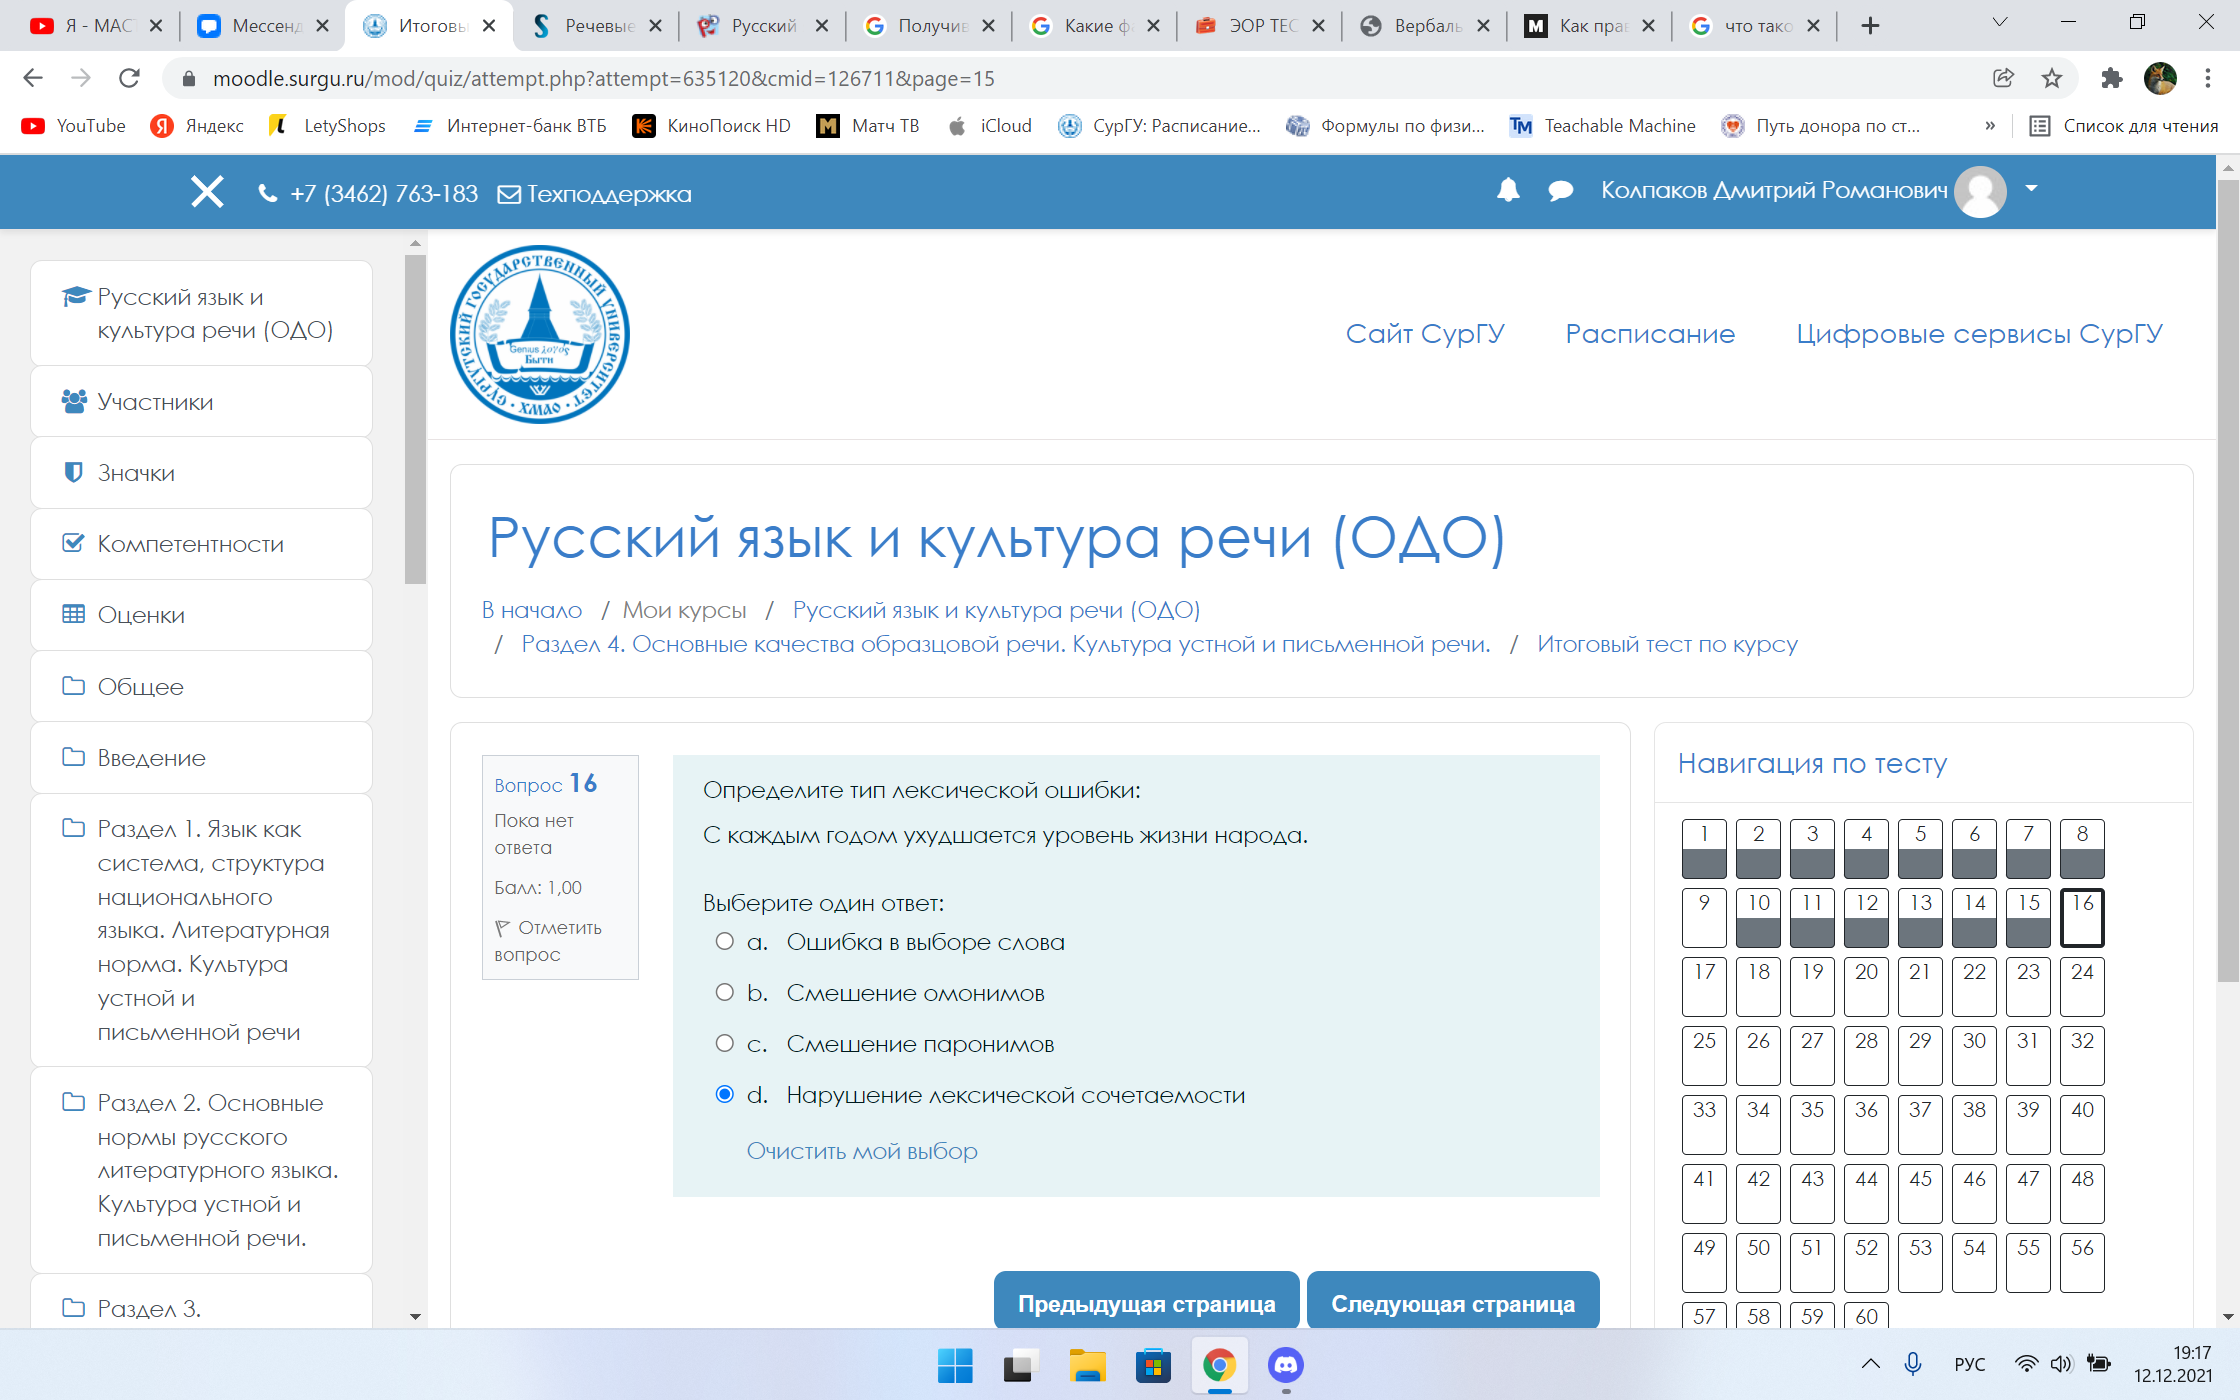 Я - МАСТ
Мессенд
Итоговы
Речевые
Русский
Получив
Какие ф
ЭОР ТЕС
Вербаль
Как прав
что тако
moodle.surgu.ru/mod/quiz/attempt.php?attempt=635120&cmid=126711&page=15
YouTube
Яндекс
LetyShops
Интернет-банк ВТБ
КиноПоиск HD
Матч ТВ
iCloud
СурГУ: Расписание...
Формулы по физи...
Teachable Machine
Путь донора по ст...
»
Список для чтения
+7 (3462) 763-183
Техподдержка
Колпаков Дмитрий Романович
Русский язык и
культура речи (ОДО)
Участники
Значки
Компетентности
Оценки
Общее
Введение
Раздел 1. Язык как
система, структура
национального
языка. Литературная
норма. Культура
устной и
письменной речи
Раздел 2. Основные
нормы русского
литературного языка.
Культура устной и
письменной речи.
Раздел 3.
СУРГУТСКИЙ ГОСУДАРСТВЕННЫЙ УНИВЕРСИТЕТ • ХМАО •
Genius λογός
Быти
Сайт СурГУ
Расписание
Цифровые сервисы СурГУ
Русский язык и культура речи (ОДО)
В начало / Мои курсы / Русский язык и культура речи (ОДО)
/ Раздел 4. Основные качества образцовой речи. Культура устной и письменной речи. / Итоговый тест по курсу
Вопрос 16
Пока нет
ответа
Балл: 1,00
Отметить
вопрос
Определите тип лексической ошибки:
С каждым годом ухудшается уровень жизни народа.
Выберите один ответ:
a. Ошибка в выборе слова
b. Смешение омонимов
c. Смешение паронимов
d. Нарушение лексической сочетаемости
Очистить мой выбор
Предыдущая страница
Следующая страница
Навигация по тесту
1 2 3 4 5 6 7 8
9 10 11 12 13 14 15 16
17 18 19 20 21 22 23 24
25 26 27 28 29 30 31 32
33 34 35 36 37 38 39 40
41 42 43 44 45 46 47 48
49 50 51 52 53 54 55 56
57 58 59 60
РУС
19:17
12.12.2021